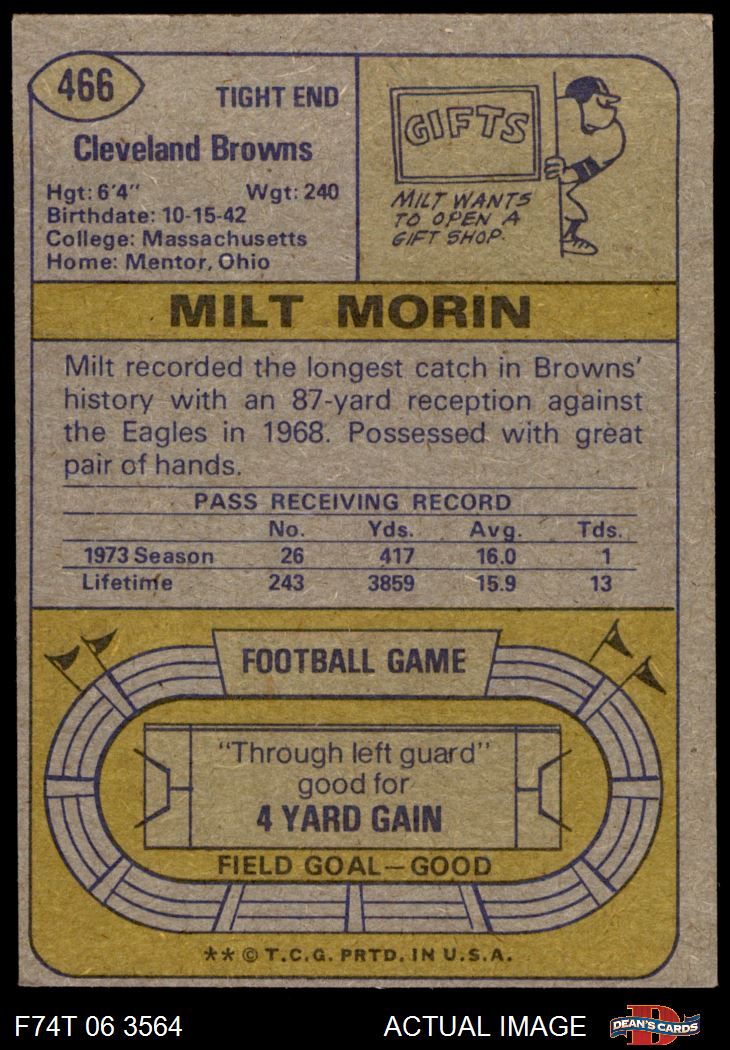 466
TIGHT END
Cleveland Browns
Hgt: 6'4" Wgt: 240
Birthdate: 10-15-42
College: Massachusetts
Home: Mentor, Ohio
GIFTS
MILT WANTS
TO OPEN A
GIFT SHOP.
MILT MORIN
Milt recorded the longest catch in Browns'
history with an 87-yard reception against
the Eagles in 1968. Possessed with great
pair of hands.
PASS RECEIVING RECORD
No. Yds. Avg. Tds.
1973 Season 26 417 16.0 1
Lifetime 243 3859 15.9 13
FOOTBALL GAME
"Through left guard"
good for
4 YARD GAIN
FIELD GOAL—GOOD
** © T.C.G. PRTD. IN U.S.A.
F74T 06 3564 ACTUAL IMAGE
D
DEAN'S CARDS